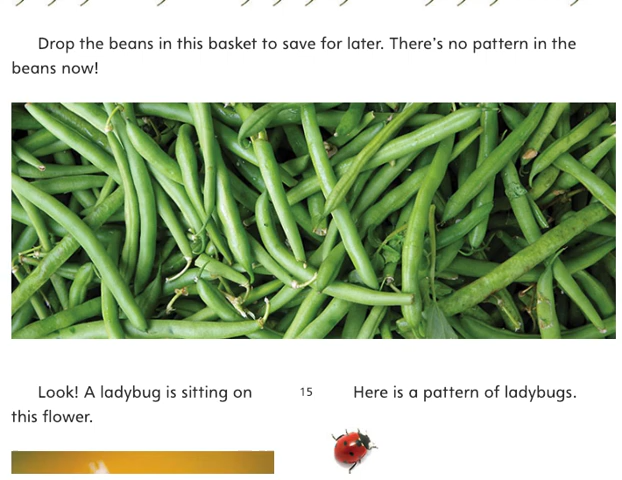 Drop the beans in this basket to save for later. There's no pattern in the
beans now!
Look! A ladybug is sitting on
this flower.
15
Here is a pattern of ladybugs.